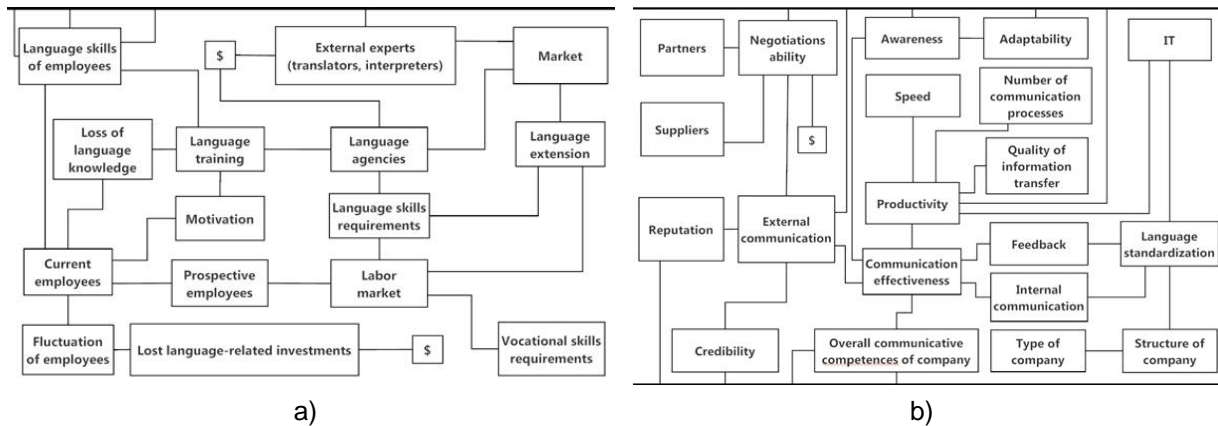 Language skills
of employees
$
External experts
(translators, interpreters)
Market
Loss of
language
knowledge
Language
training
Language
agencies
Language
extension
Motivation
Language skills
requirements
Current
employees
Prospective
employees
Labor
market
Fluctuation
of employees
Lost language-related investments
$
Vocational skills
requirements
a)
Partners
Negotiations
ability
Awareness
Adaptability
IT
Speed
Number of
communication
processes
Suppliers
$
Quality of
information
transfer
Productivity
Reputation
External
communication
Feedback
Language
standardization
Communication
effectiveness
Internal
communication
Credibility
Overall communicative
competences of company
Type of
company
Structure of
company
b)